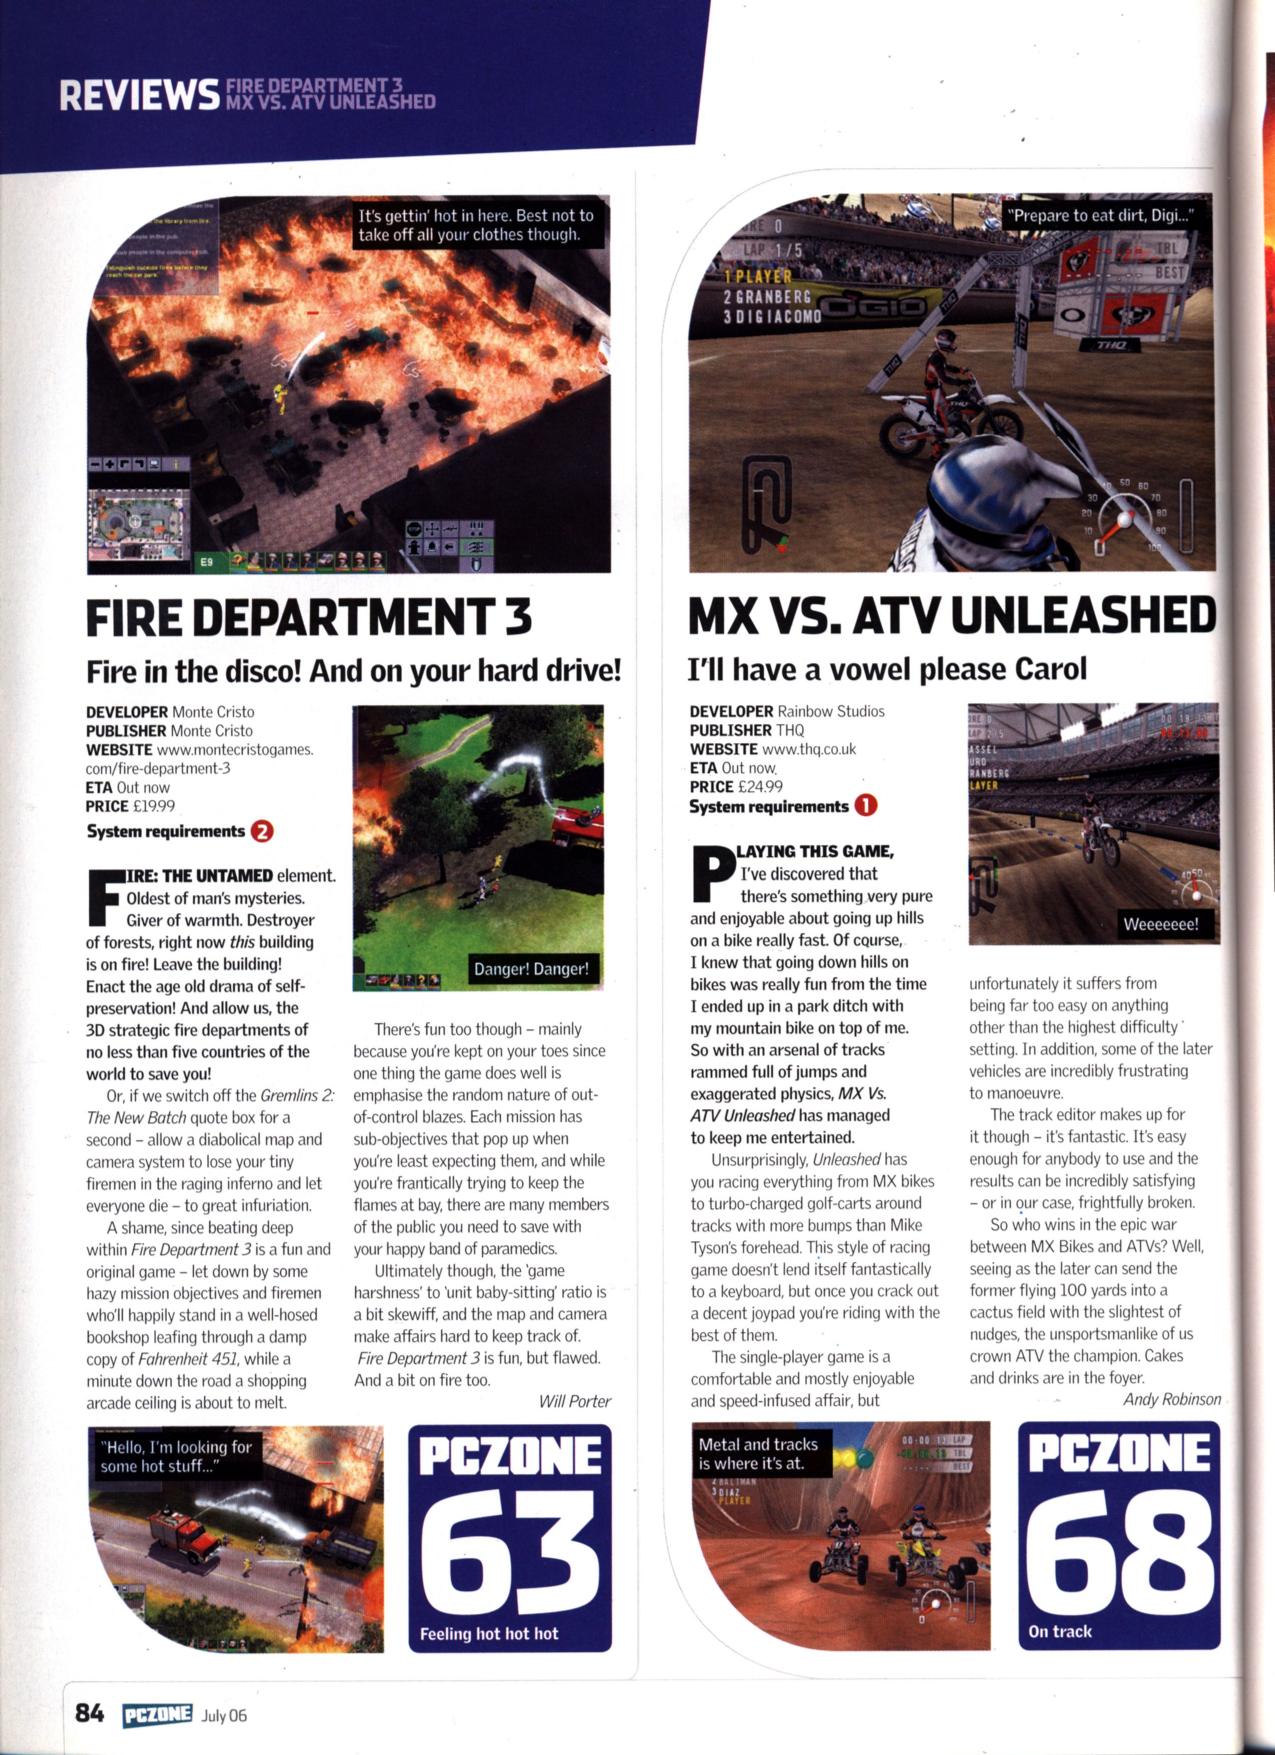 REVIEWS
FIRE DEPARTMENT 3
MX VS. ATV UNLEASHED
It's gettin' hot in here. Best not to
take off all your clothes though.
E9
FIRE DEPARTMENT 3
Fire in the disco! And on your hard drive!
DEVELOPER Monte Cristo
PUBLISHER Monte Cristo
WEBSITE www.montecristogames.
com/fire-department-3
ETA Out now
PRICE £19.99
System requirements 2
FIRE: THE UNTAMED element.
Oldest of man's mysteries.
Giver of warmth. Destroyer
of forests, right now this building
is on fire! Leave the building!
Enact the age old drama of self-
preservation! And allow us, the
3D strategic fire departments of
no less than five countries of the
world to save you!
Or, if we switch off the Gremlins 2:
The New Batch quote box for a
second – allow a diabolical map and
camera system to lose your tiny
firemen in the raging inferno and let
everyone die – to great infuriation.
A shame, since beating deep
within Fire Department 3 is a fun and
original game – let down by some
hazy mission objectives and firemen
who'll happily stand in a well-hosed
bookshop leafing through a damp
copy of Fahrenheit 451, while a
minute down the road a shopping
arcade ceiling is about to melt.
Danger! Danger!
There's fun too though – mainly
because you're kept on your toes since
one thing the game does well is
emphasise the random nature of out-
of-control blazes. Each mission has
sub-objectives that pop up when
you're least expecting them, and while
you're frantically trying to keep the
flames at bay, there are many members
of the public you need to save with
your happy band of paramedics.
Ultimately though, the 'game
harshness' to 'unit baby-sitting' ratio is
a bit skewiff, and the map and camera
make affairs hard to keep track of.
Fire Department 3 is fun, but flawed.
And a bit on fire too.
Will Porter
"Hello, I'm looking for
some hot stuff..."
PCZONE
63
Feeling hot hot hot
"Prepare to eat dirt, Digi..."
0
LAP 1/5
1 PLAYER
2 GRANBERG
3 DIGIACOMO
TBL
BEST
OGIO
THQ
MX VS. ATV UNLEASHED
I'll have a vowel please Carol
DEVELOPER Rainbow Studios
PUBLISHER THQ
WEBSITE www.thq.co.uk
ETA Out now
PRICE £24.99
System requirements 1
PLAYING THIS GAME,
I've discovered that
there's something very pure
and enjoyable about going up hills
on a bike really fast. Of course,
I knew that going down hills on
bikes was really fun from the time
I ended up in a park ditch with
my mountain bike on top of me.
So with an arsenal of tracks
rammed full of jumps and
exaggerated physics, MX Vs.
ATV Unleashed has managed
to keep me entertained.
Unsurprisingly, Unleashed has
you racing everything from MX bikes
to turbo-charged golf-carts around
tracks with more bumps than Mike
Tyson's forehead. This style of racing
game doesn't lend itself fantastically
to a keyboard, but once you crack out
a decent joypad you're riding with the
best of them.
The single-player game is a
comfortable and mostly enjoyable
and speed-infused affair, but
Weeeeeee!
unfortunately it suffers from
being far too easy on anything
other than the highest difficulty
setting. In addition, some of the later
vehicles are incredibly frustrating
to manoeuvre.
The track editor makes up for
it though – it's fantastic. It's easy
enough for anybody to use and the
results can be incredibly satisfying
– or in our case, frightfully broken.
So who wins in the epic war
between MX Bikes and ATVs? Well,
seeing as the later can send the
former flying 100 yards into a
cactus field with the slightest of
nudges, the unsportsmanlike of us
crown ATV the champion. Cakes
and drinks are in the foyer.
Andy Robinson
Metal and tracks
is where it's at.
3 DIAZ
PLAYER
PCZONE
68
On track
84 PCZONE July 06